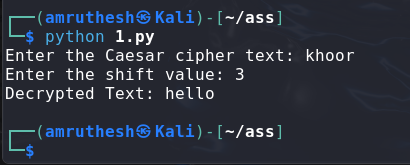 ┌──(amruthesh㉿Kali)-[~/ass]
└─$ python 1.py
Enter the Caesar cipher text: khoor
Enter the shift value: 3
Decrypted Text: hello
┌──(amruthesh㉿Kali)-[~/ass]
└─$